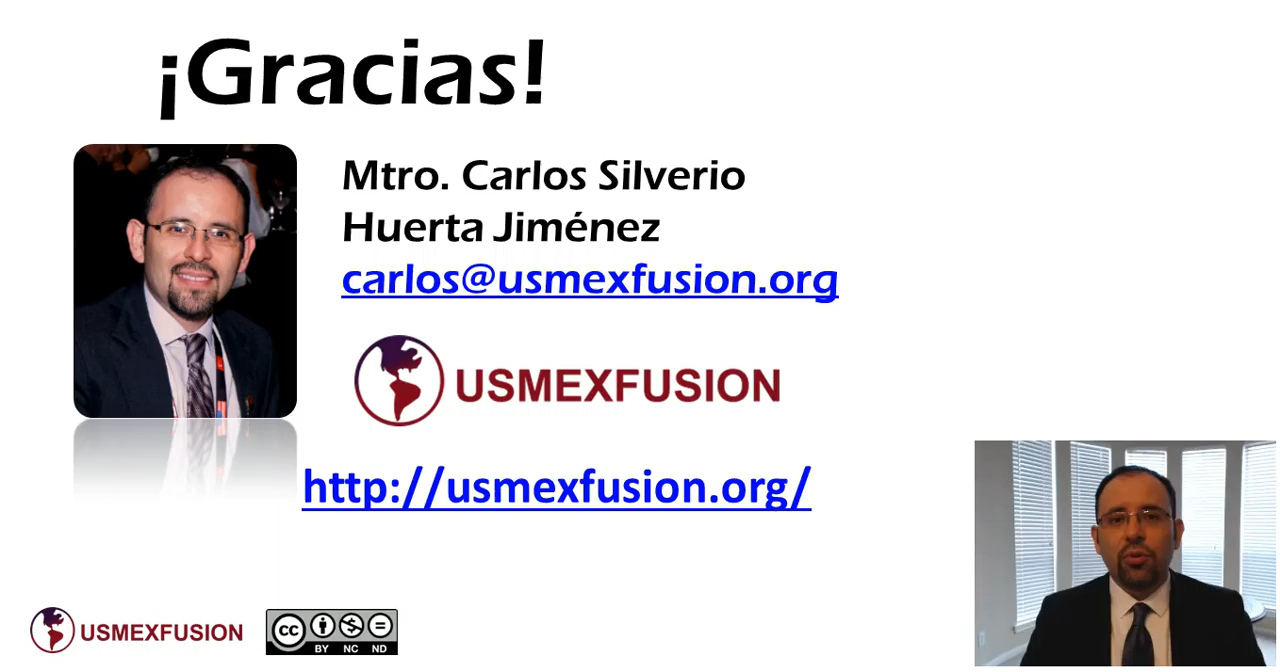 ¡Gracias!
Mtro. Carlos Silverio
Huerta Jiménez
carlos@usmexfusion.org
USMEXFUSION
http://usmexfusion.org/
USMEXFUSION
cc
BY NC ND